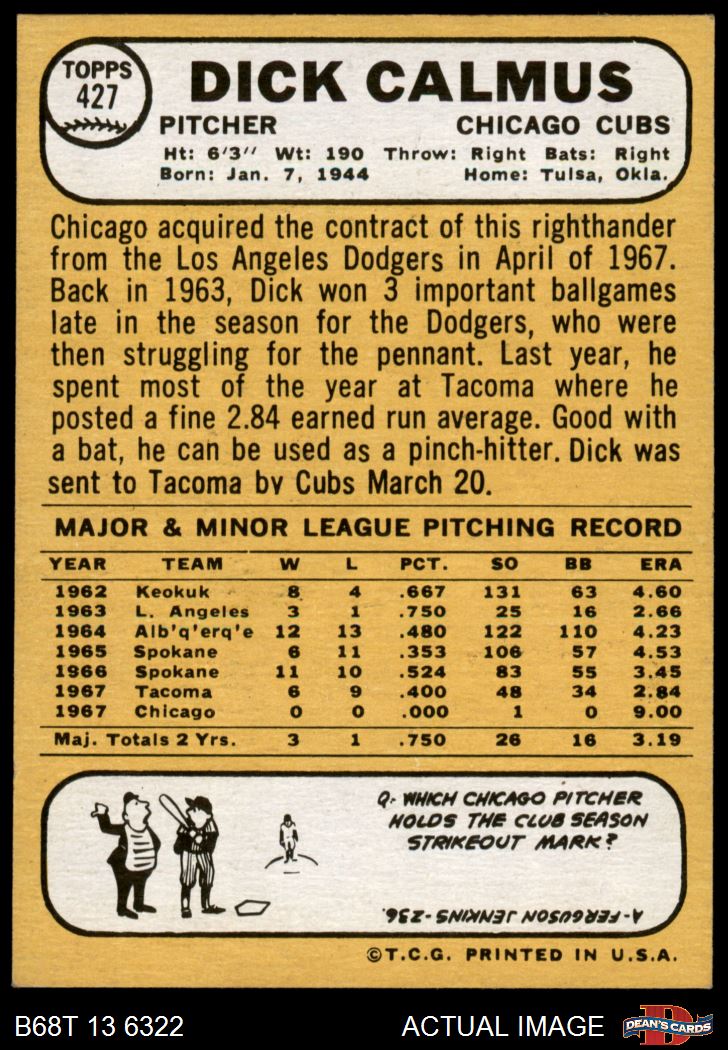 TOPPS
427
DICK CALMUS
PITCHER CHICAGO CUBS
Ht: 6'3" Wt: 190 Throw: Right Bats: Right
Born: Jan. 7, 1944 Home: Tulsa, Okla.
Chicago acquired the contract of this righthander
from the Los Angeles Dodgers in April of 1967.
Back in 1963, Dick won 3 important ballgames
late in the season for the Dodgers, who were
then struggling for the pennant. Last year, he
spent most of the year at Tacoma where he
posted a fine 2.84 earned run average. Good with
a bat, he can be used as a pinch-hitter. Dick was
sent to Tacoma by Cubs March 20.
MAJOR & MINOR LEAGUE PITCHING RECORD
YEAR TEAM W L PCT. SO BB ERA
1962 Keokuk 8 4 .667 131 63 4.60
1963 L. Angeles 3 1 .750 25 16 2.66
1964 Alb'q'erq'e 12 13 .480 122 110 4.23
1965 Spokane 6 11 .353 106 57 4.53
1966 Spokane 11 10 .524 83 55 3.45
1967 Tacoma 6 9 .400 48 34 2.84
1967 Chicago 0 0 .000 1 0 9.00
Maj. Totals 2 Yrs. 3 1 .750 26 16 3.19
Q- WHICH CHICAGO PITCHER
HOLDS THE CLUB SEASON
STRIKEOUT MARK?
A-FERGUSON JENKINS-236.
©T.C.G. PRINTED IN U.S.A.
B68T 13 6322 ACTUAL IMAGE
D
DEAN'S CARDS